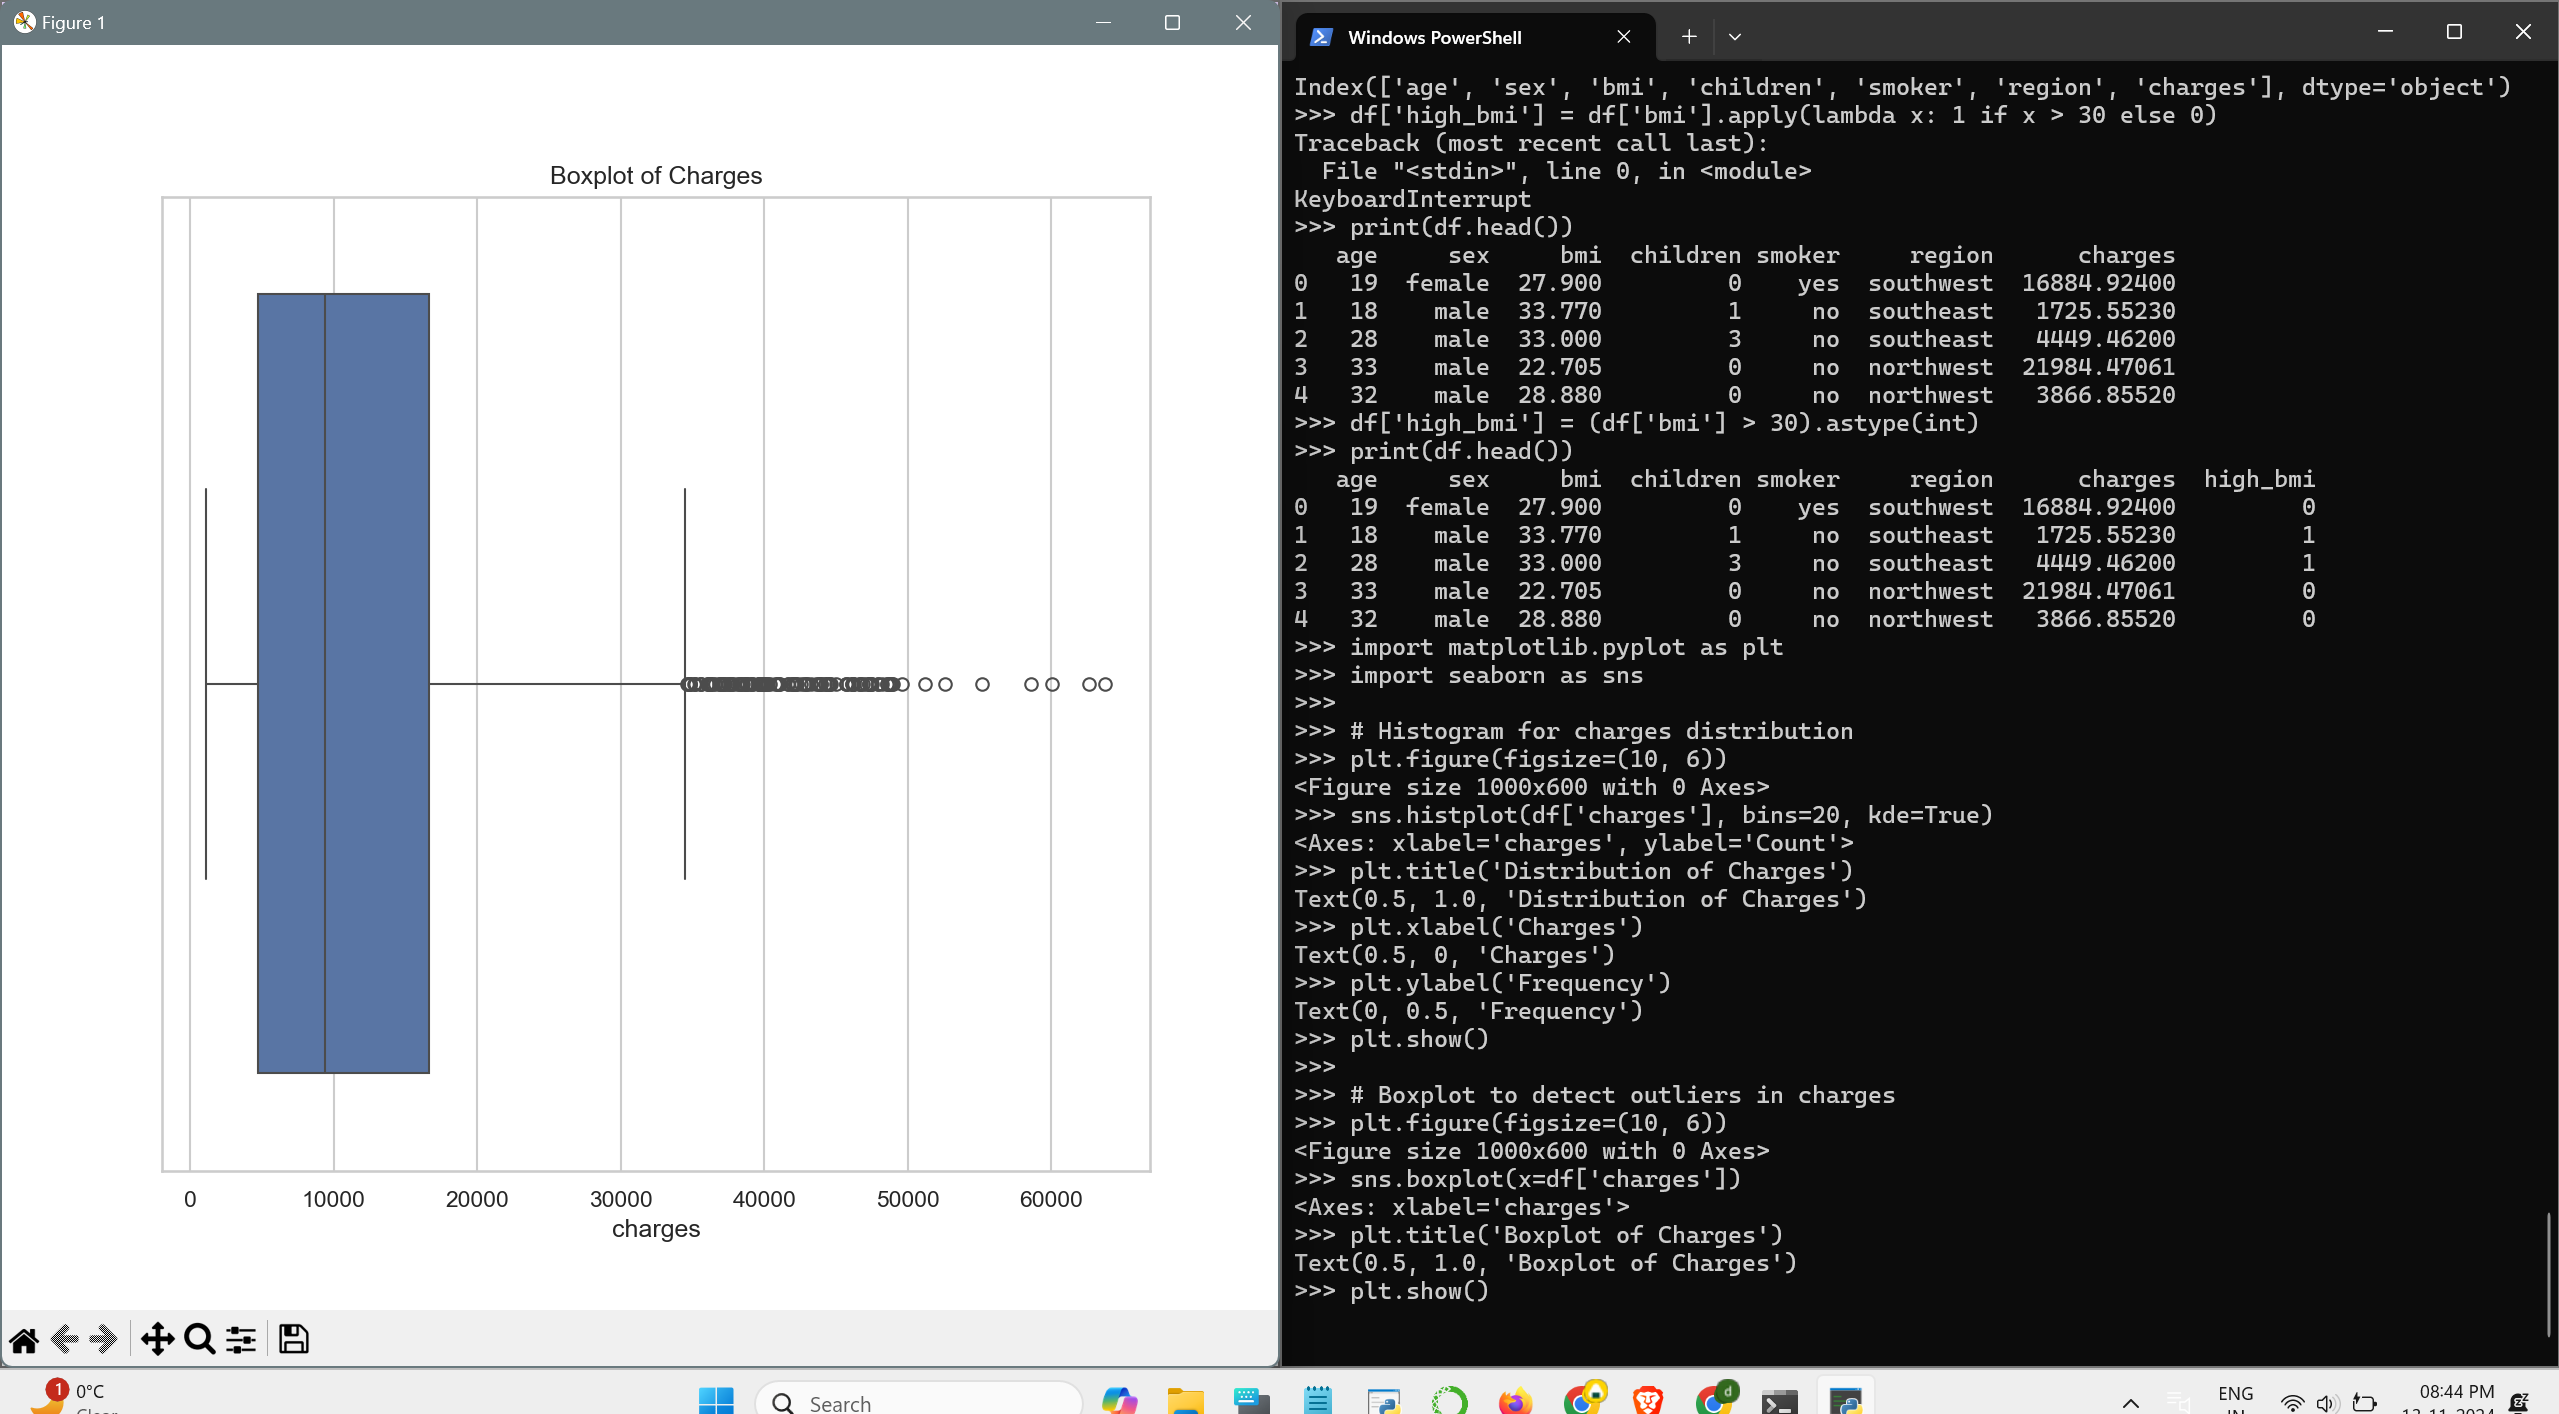 Figure 1
Boxplot of Charges
0 10000 20000 30000 40000 50000 60000
charges
Windows PowerShell
Index(['age', 'sex', 'bmi', 'children', 'smoker', 'region', 'charges'], dtype='object')
>>> df['high_bmi'] = df['bmi'].apply(lambda x: 1 if x > 30 else 0)
Traceback (most recent call last):
  File "<stdin>", line 0, in <module>
KeyboardInterrupt
>>> print(df.head())
   age     sex     bmi  children smoker     region      charges
0   19  female  27.900         0    yes  southwest  16884.92400
1   18    male  33.770         1     no  southeast   1725.55230
2   28    male  33.000         3     no  southeast   4449.46200
3   33    male  22.705         0     no  northwest  21984.47061
4   32    male  28.880         0     no  northwest   3866.85520
>>> df['high_bmi'] = (df['bmi'] > 30).astype(int)
>>> print(df.head())
   age     sex     bmi  children smoker     region      charges  high_bmi
0   19  female  27.900         0    yes  southwest  16884.92400         0
1   18    male  33.770         1     no  southeast   1725.55230         1
2   28    male  33.000         3     no  southeast   4449.46200         1
3   33    male  22.705         0     no  northwest  21984.47061         0
4   32    male  28.880         0     no  northwest   3866.85520         0
>>> import matplotlib.pyplot as plt
>>> import seaborn as sns
>>>
>>> # Histogram for charges distribution
>>> plt.figure(figsize=(10, 6))
<Figure size 1000x600 with 0 Axes>
>>> sns.histplot(df['charges'], bins=20, kde=True)
<Axes: xlabel='charges', ylabel='Count'>
>>> plt.title('Distribution of Charges')
Text(0.5, 1.0, 'Distribution of Charges')
>>> plt.xlabel('Charges')
Text(0.5, 0, 'Charges')
>>> plt.ylabel('Frequency')
Text(0, 0.5, 'Frequency')
>>> plt.show()
>>>
>>> # Boxplot to detect outliers in charges
>>> plt.figure(figsize=(10, 6))
<Figure size 1000x600 with 0 Axes>
>>> sns.boxplot(x=df['charges'])
<Axes: xlabel='charges'>
>>> plt.title('Boxplot of Charges')
Text(0.5, 1.0, 'Boxplot of Charges')
>>> plt.show()
1
0°C
Search
d
ENG
08:44 PM